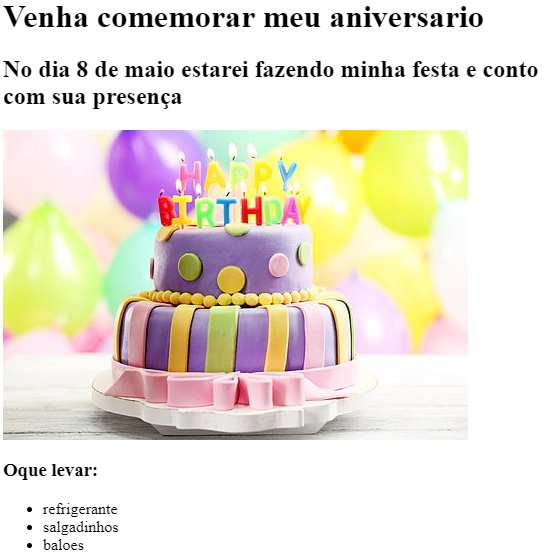 Venha comemorar meu aniversario
No dia 8 de maio estarei fazendo minha festa e conto
com sua presença
HAPPY
BIRTHDAY
Oque levar:
refrigerante
salgadinhos
baloes